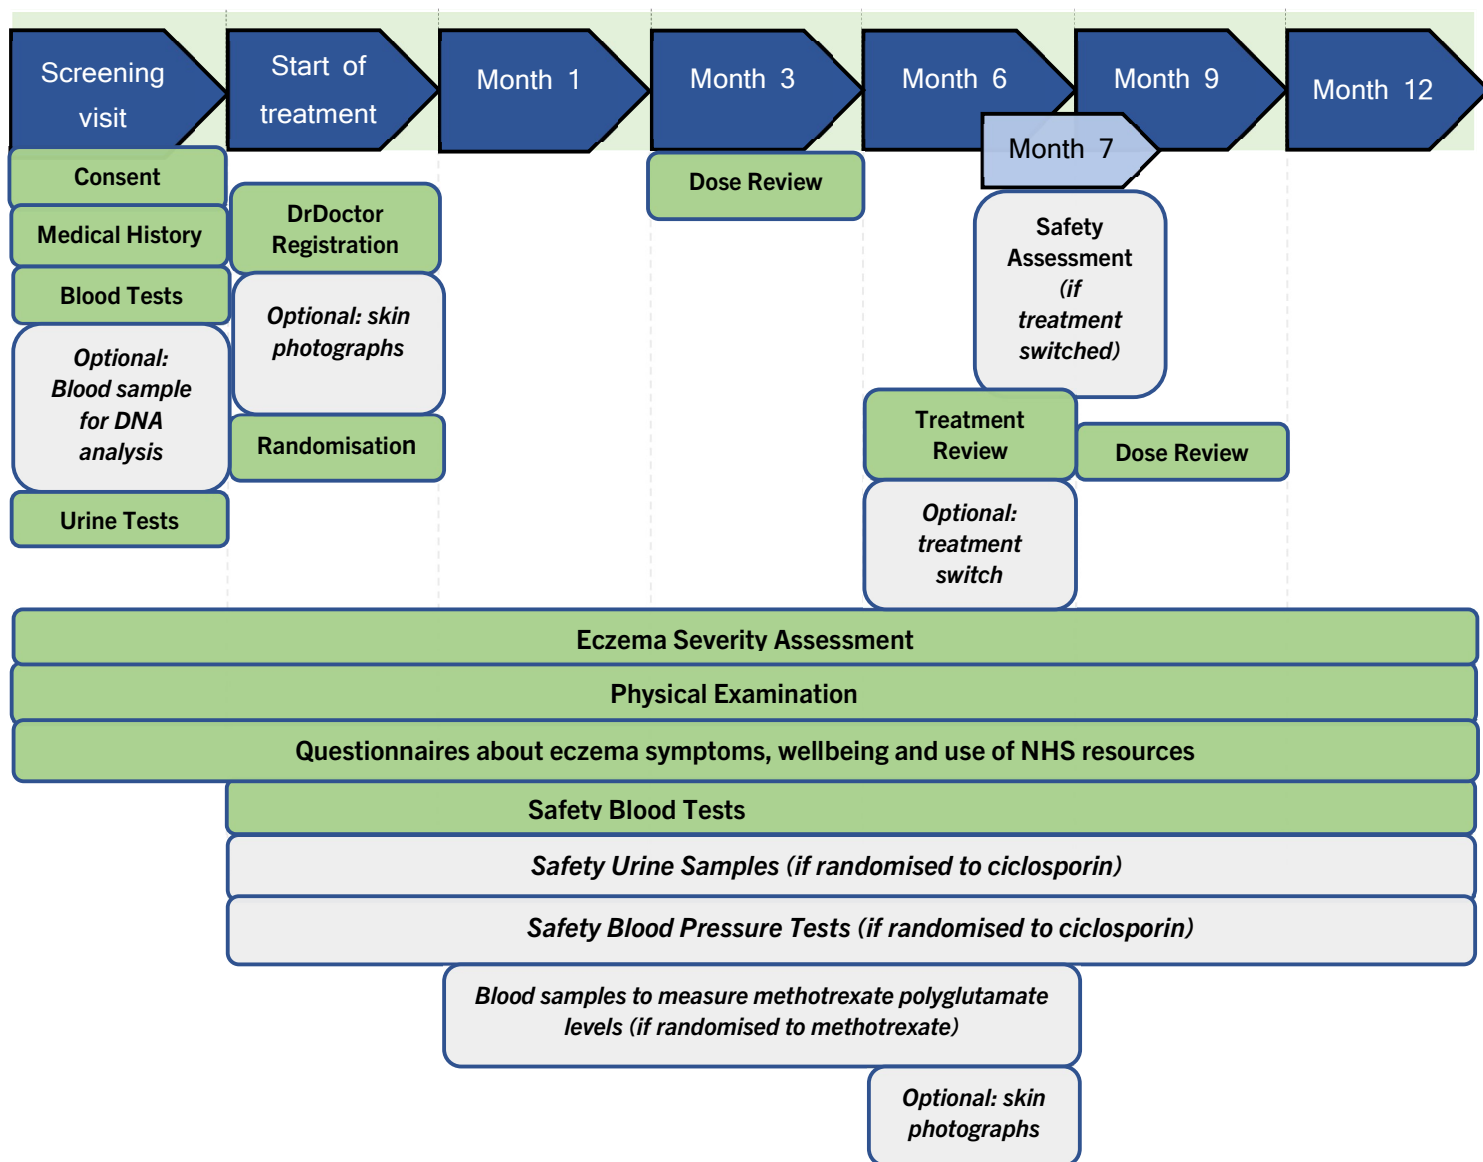 Screening
visit
Start of
treatment
Month 1
Month 3
Month 6
Month 9
Month 12
Month 7
Consent
Medical History
Blood Tests
Optional:
Blood sample
for DNA
analysis
Urine Tests
DrDoctor
Registration
Optional: skin
photographs
Randomisation
Dose Review
Safety
Assessment
(if
treatment
switched)
Treatment
Review
Optional:
treatment
switch
Dose Review
Eczema Severity Assessment
Physical Examination
Questionnaires about eczema symptoms, wellbeing and use of NHS resources
Safety Blood Tests
Safety Urine Samples (if randomised to ciclosporin)
Safety Blood Pressure Tests (if randomised to ciclosporin)
Blood samples to measure methotrexate polyglutamate
levels (if randomised to methotrexate)
Optional: skin
photographs